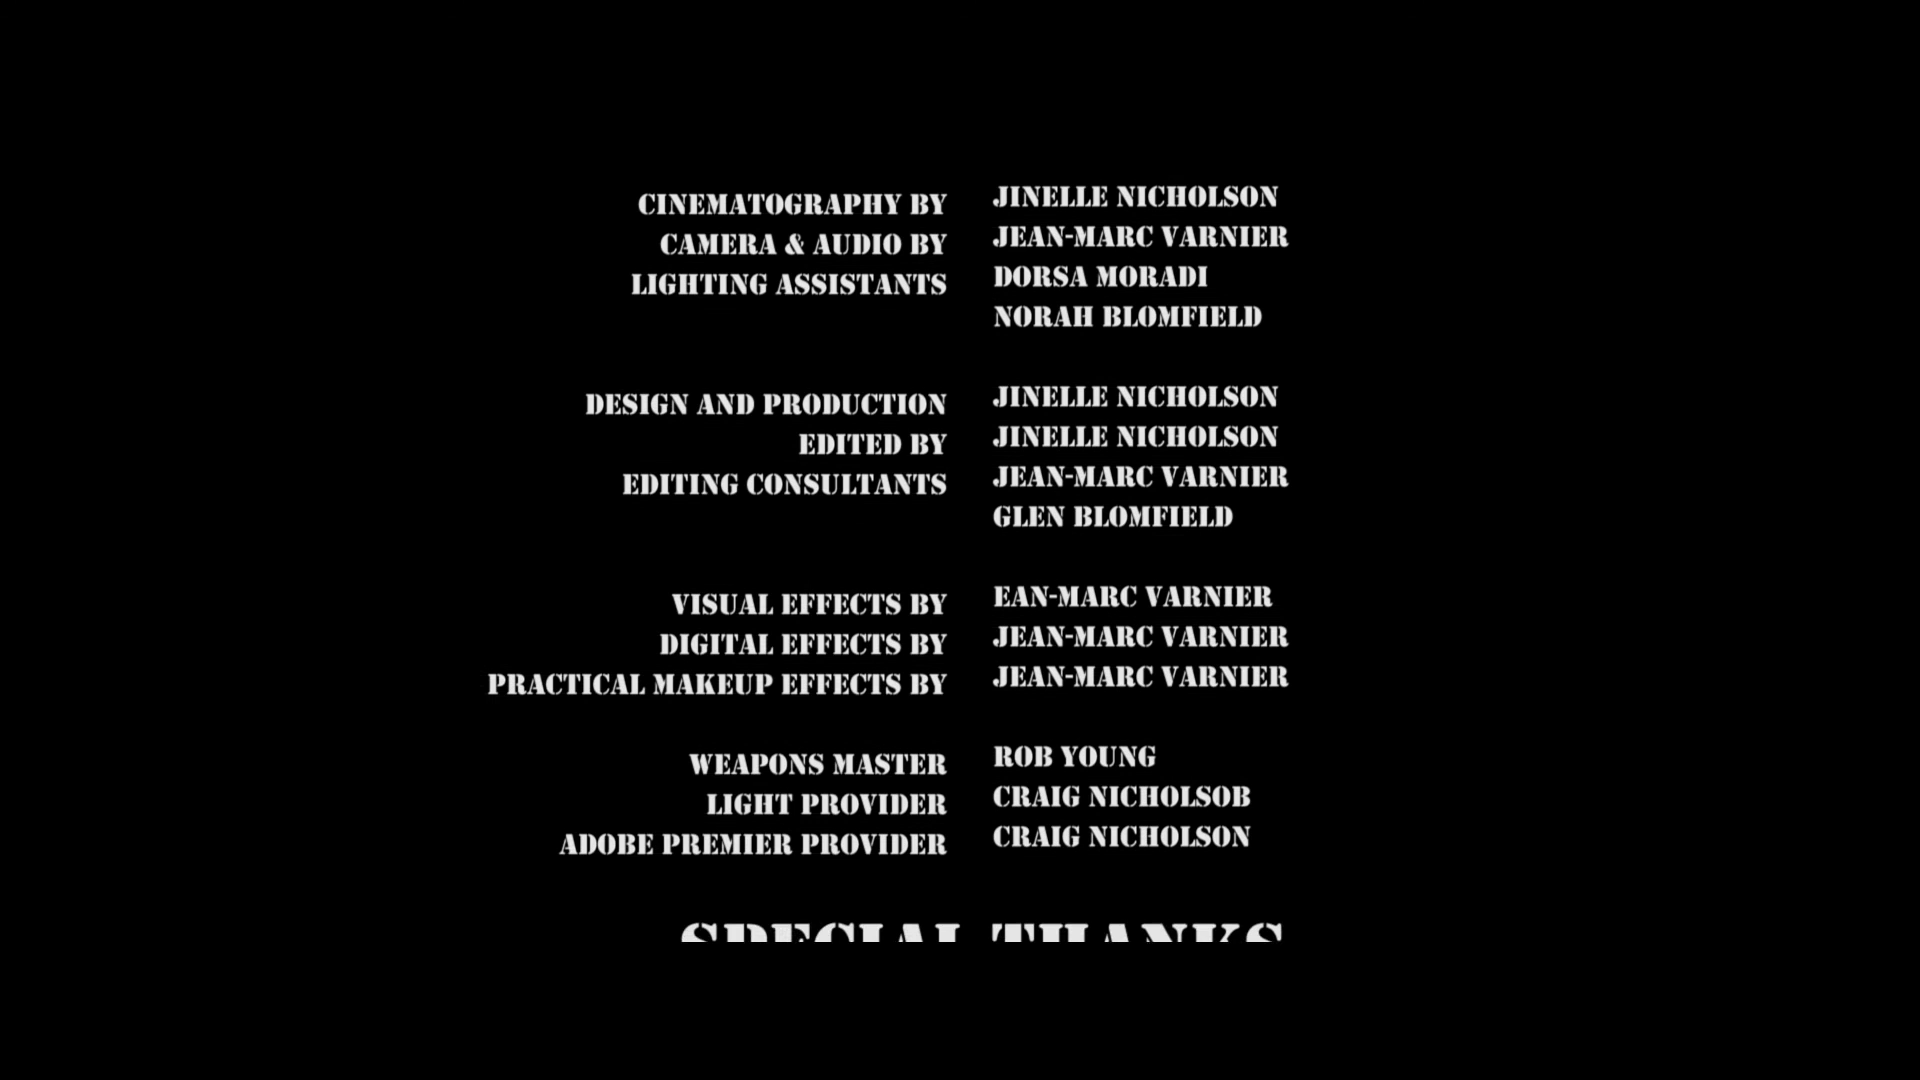 CINEMATOGRAPHY BY JINELLE NICHOLSON
CAMERA & AUDIO BY JEAN-MARC VARNIER
LIGHTING ASSISTANTS DORSA MORADI
NORAH BLOMFIELD
DESIGN AND PRODUCTION JINELLE NICHOLSON
EDITED BY JINELLE NICHOLSON
EDITING CONSULTANTS JEAN-MARC VARNIER
GLEN BLOMFIELD
VISUAL EFFECTS BY EAN-MARC VARNIER
DIGITAL EFFECTS BY JEAN-MARC VARNIER
PRACTICAL MAKEUP EFFECTS BY JEAN-MARC VARNIER
WEAPONS MASTER ROB YOUNG
LIGHT PROVIDER CRAIG NICHOLSOB
ADOBE PREMIER PROVIDER CRAIG NICHOLSON
SPECIAL THANKS